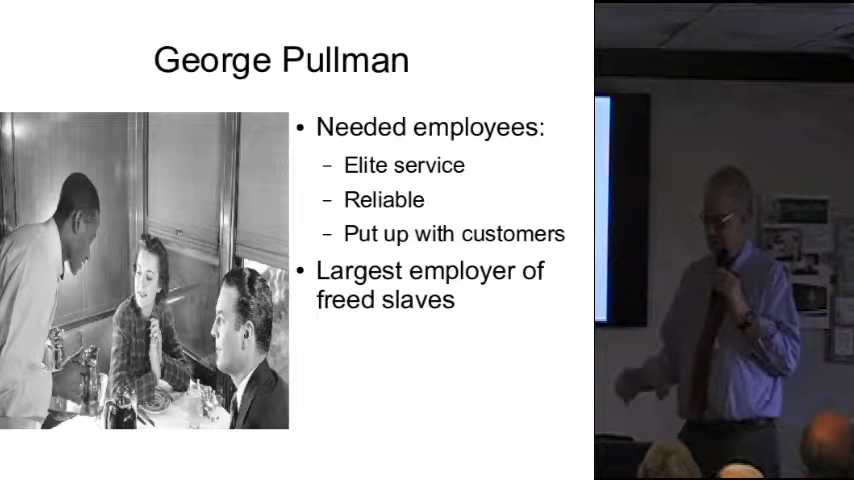 George Pullman
• Needed employees:
– Elite service
– Reliable
– Put up with customers
• Largest employer of
freed slaves